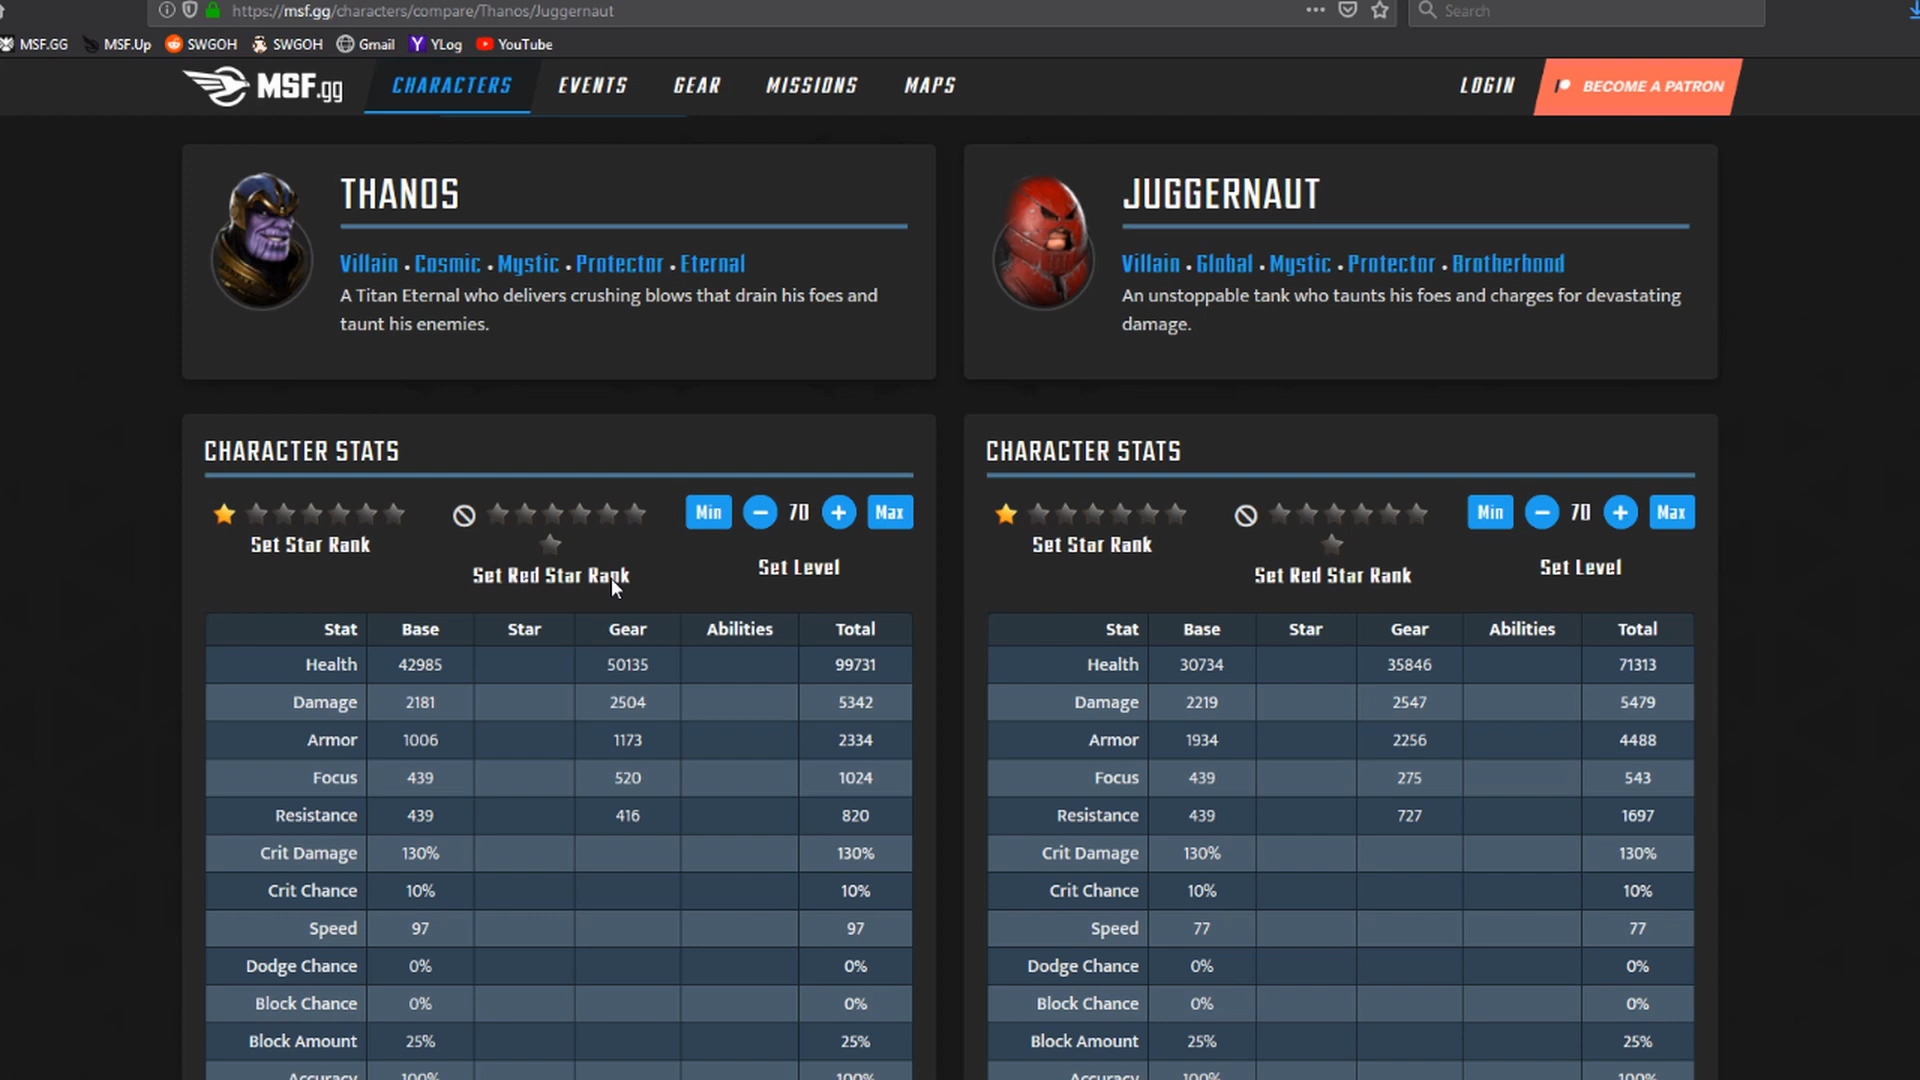 https://msf.gg/characters/compare/Thanos/Juggernaut
Search
MSF.GG MSF.Up SWGOH SWGOH Gmail YLog YouTube
MSF.gg CHARACTERS EVENTS GEAR MISSIONS MAPS LOGIN BECOME A PATRON
THANOS
Villain • Cosmic • Mystic • Protector • Eternal
A Titan Eternal who delivers crushing blows that drain his foes and
taunt his enemies.
JUGGERNAUT
Villain • Global • Mystic • Protector • Brotherhood
An unstoppable tank who taunts his foes and charges for devastating
damage.
CHARACTER STATS
Min 70 Max
Set Star Rank
Set Red Star Rank
Set Level
Stat Base Star Gear Abilities Total
Health 42985 50135 99731
Damage 2181 2504 5342
Armor 1006 1173 2334
Focus 439 520 1024
Resistance 439 416 820
Crit Damage 130% 130%
Crit Chance 10% 10%
Speed 97 97
Dodge Chance 0% 0%
Block Chance 0% 0%
Block Amount 25% 25%
Accuracy 100% 100%
CHARACTER STATS
Min 70 Max
Set Star Rank
Set Red Star Rank
Set Level
Stat Base Star Gear Abilities Total
Health 30734 35846 71313
Damage 2219 2547 5479
Armor 1934 2256 4488
Focus 439 275 543
Resistance 439 727 1697
Crit Damage 130% 130%
Crit Chance 10% 10%
Speed 77 77
Dodge Chance 0% 0%
Block Chance 0% 0%
Block Amount 25% 25%
Accuracy 100% 100%